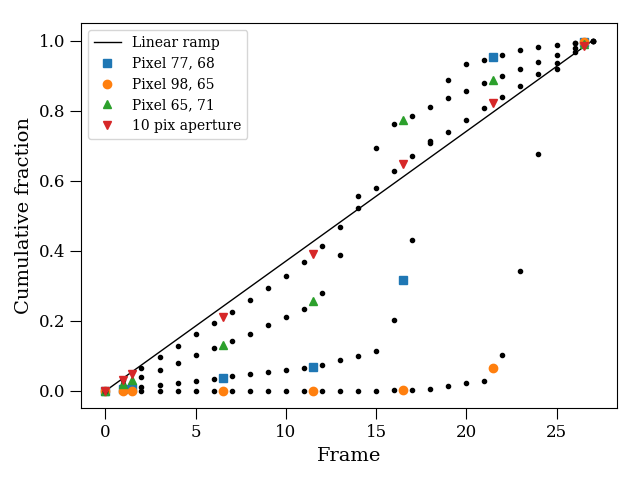 Linear ramp
Pixel 77, 68
Pixel 98, 65
Pixel 65, 71
10 pix aperture
1.0
0.8
0.6
0.4
0.2
0.0
Cumulative fraction
0 5 10 15 20 25
Frame